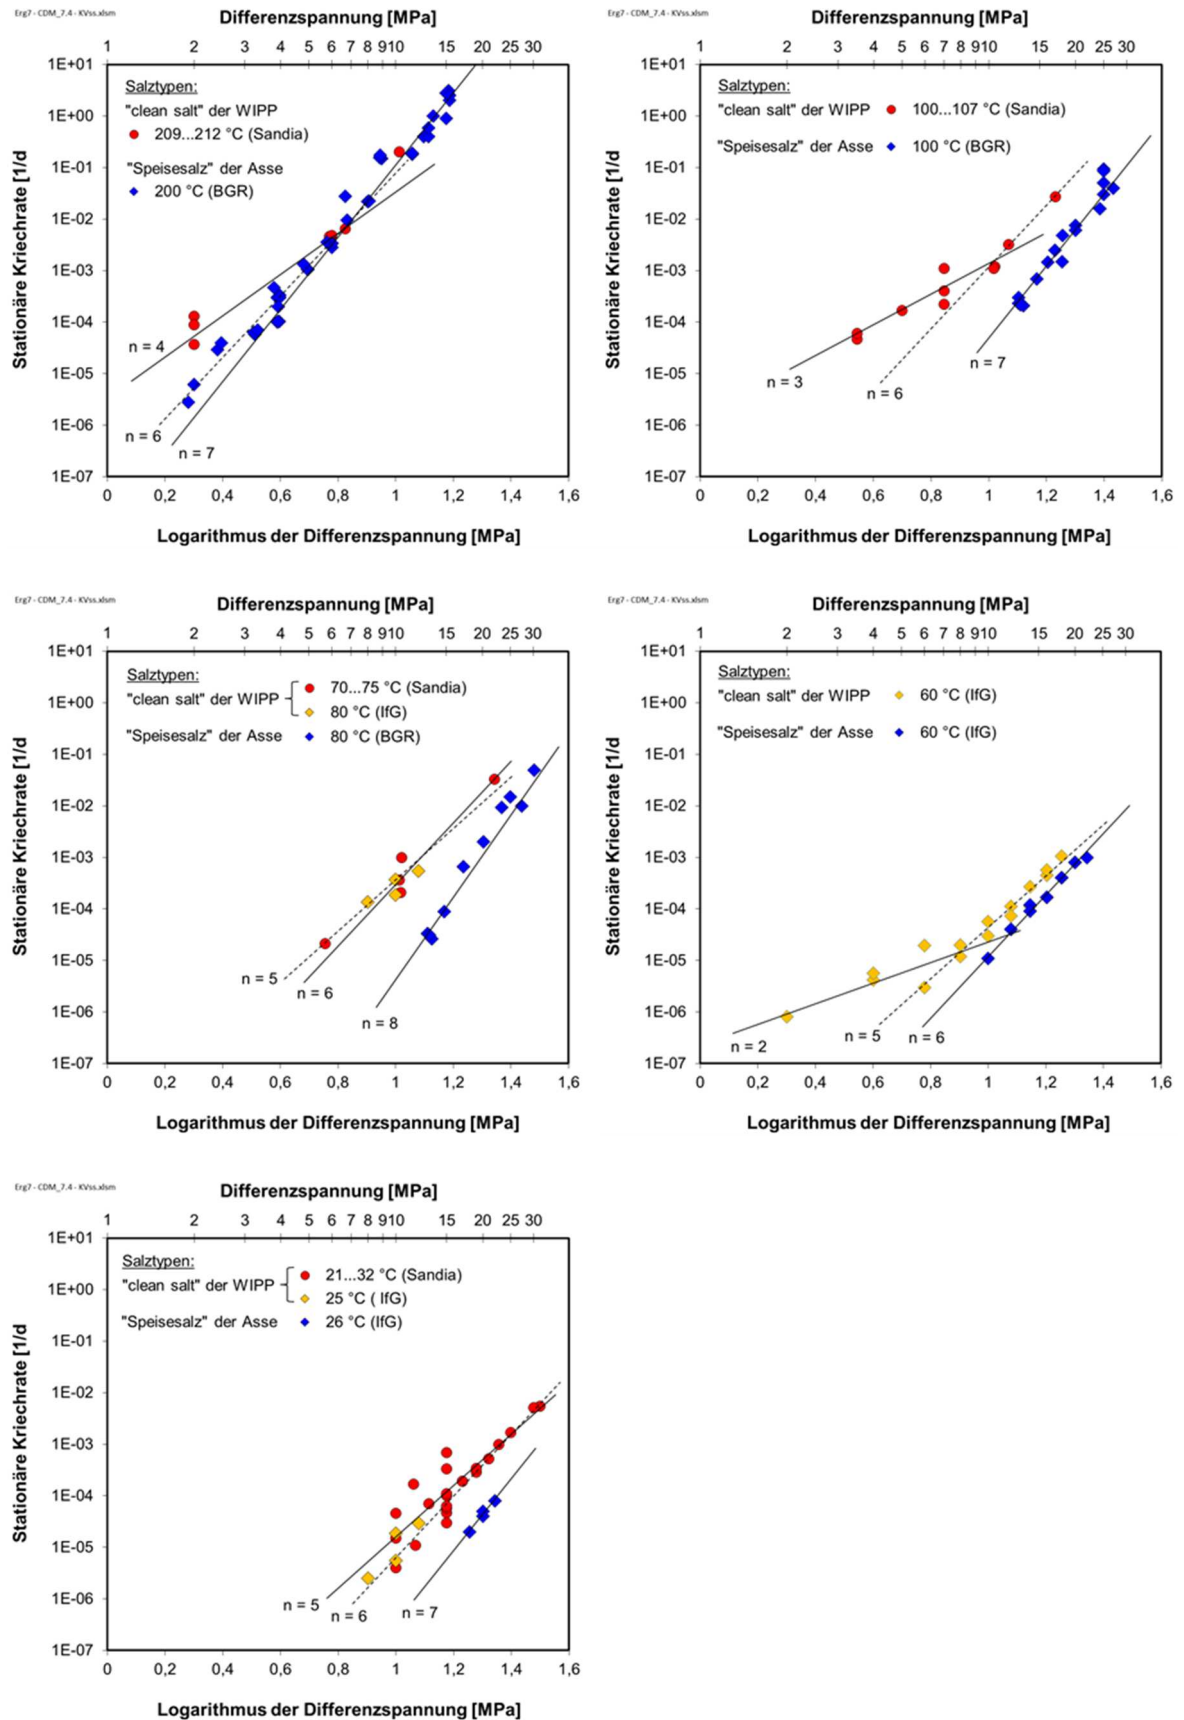 Erg7 - CDM_7.4 - KVss.xlsm
Differenzspannung [MPa]
1 2 3 4 5 6 7 8 910 15 20 25 30
1E+01
Salztypen:
"clean salt" der WIPP
209...212 °C (Sandia)
"Speisesalz" der Asse
200 °C (BGR)
1E+00
1E-01
1E-02
1E-03
1E-04
1E-05
1E-06
1E-07
Stationäre Kriechrate [1/d
n = 4
n = 6
n = 7
0 0,2 0,4 0,6 0,8 1 1,2 1,4 1,6
Logarithmus der Differenzspannung [MPa]
Erg7 - CDM_7.4 - KVss.xlsm
Differenzspannung [MPa]
1 2 3 4 5 6 7 8 910 15 20 25 30
1E+01
Salztypen:
"clean salt" der WIPP 100...107 °C (Sandia)
"Speisesalz" der Asse 100 °C (BGR)
1E+00
1E-01
1E-02
1E-03
1E-04
1E-05
1E-06
1E-07
Stationäre Kriechrate [1/d
n = 3
n = 6
n = 7
0 0,2 0,4 0,6 0,8 1 1,2 1,4 1,6
Logarithmus der Differenzspannung [MPa]
Erg7 - CDM_7.4 - KVss.xlsm
Differenzspannung [MPa]
1 2 3 4 5 6 7 8 910 15 20 25 30
1E+01
Salztypen:
"clean salt" der WIPP
70...75 °C (Sandia)
80 °C (IfG)
"Speisesalz" der Asse 80 °C (BGR)
1E+00
1E-01
1E-02
1E-03
1E-04
1E-05
1E-06
1E-07
Stationäre Kriechrate [1/d
n = 5
n = 6
n = 8
0 0,2 0,4 0,6 0,8 1 1,2 1,4 1,6
Logarithmus der Differenzspannung [MPa]
Erg7 - CDM_7.4 - KVss.xlsm
Differenzspannung [MPa]
1 2 3 4 5 6 7 8 910 15 20 25 30
1E+01
Salztypen:
"clean salt" der WIPP 60 °C (IfG)
"Speisesalz" der Asse 60 °C (IfG)
1E+00
1E-01
1E-02
1E-03
1E-04
1E-05
1E-06
1E-07
Stationäre Kriechrate [1/d
n = 2
n = 5
n = 6
0 0,2 0,4 0,6 0,8 1 1,2 1,4 1,6
Logarithmus der Differenzspannung [MPa]
Erg7 - CDM_7.4 - KVss.xlsm
Differenzspannung [MPa]
1 2 3 4 5 6 7 8 910 15 20 25 30
1E+01
Salztypen:
"clean salt" der WIPP
21...32 °C (Sandia)
25 °C ( IfG)
"Speisesalz" der Asse 26 °C (IfG)
1E+00
1E-01
1E-02
1E-03
1E-04
1E-05
1E-06
1E-07
Stationäre Kriechrate [1/d
n = 5
n = 6
n = 7
0 0,2 0,4 0,6 0,8 1 1,2 1,4 1,6
Logarithmus der Differenzspannung [MPa]